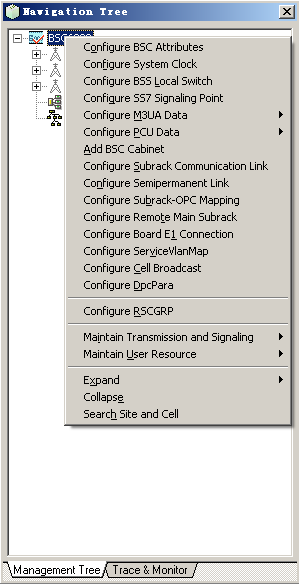 Navigation Tree
Configure BSC Attributes
Configure System Clock
Configure BSS Local Switch
Configure SS7 Signaling Point
Configure M3UA Data
Configure PCU Data
Add BSC Cabinet
Configure Subrack Communication Link
Configure Semipermanent Link
Configure Subrack-OPC Mapping
Configure Remote Main Subrack
Configure Board E1 Connection
Configure ServiceVlanMap
Configure Cell Broadcast
Configure DpcPara
Configure RSCGRP
Maintain Transmission and Signaling
Maintain User Resource
Expand
Collapse
Search Site and Cell
Management Tree
Trace & Monitor